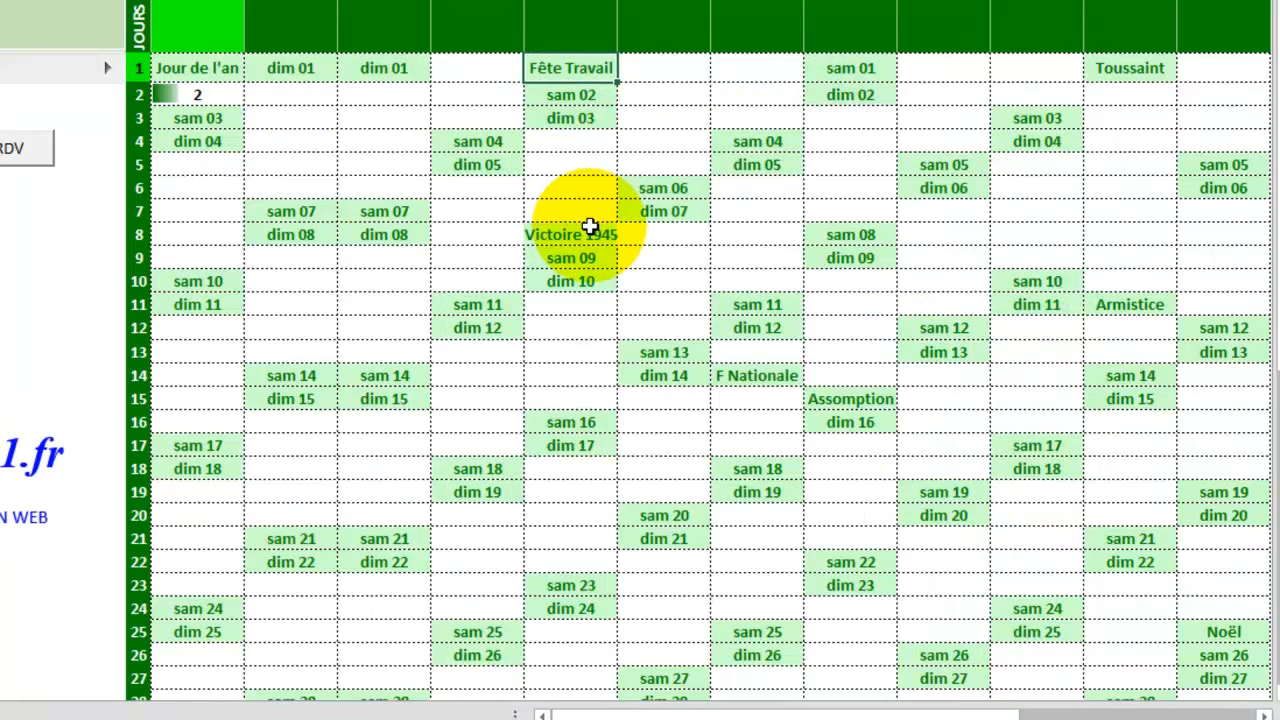 JOURS
1 Jour de l'an dim 01 dim 01 Fête Travail sam 01 Toussaint
2 2 sam 02 dim 02
3 sam 03 dim 03 sam 03
4 dim 04 sam 04 sam 04 dim 04
RDV
5 dim 05 dim 05 sam 05 sam 05
6 sam 06 dim 06 dim 06
7 sam 07 sam 07 dim 07
8 dim 08 dim 08 Victoire 1945 sam 08
9 sam 09 dim 09
10 sam 10 dim 10 sam 10
11 dim 11 sam 11 sam 11 dim 11 Armistice
12 dim 12 dim 12 sam 12 sam 12
13 sam 13 dim 13 dim 13
14 sam 14 sam 14 dim 14 F Nationale sam 14
15 dim 15 dim 15 Assomption dim 15
16 sam 16 dim 16
17 sam 17 dim 17 sam 17
1.fr
18 dim 18 sam 18 sam 18 dim 18
19 dim 19 dim 19 sam 19 sam 19
20 sam 20 dim 20 dim 20
N WEB
21 sam 21 sam 21 dim 21 sam 21
22 dim 22 dim 22 sam 22 dim 22
23 sam 23 dim 23
24 sam 24 dim 24 sam 24
25 dim 25 sam 25 sam 25 dim 25 Noël
26 dim 26 dim 26 sam 26 sam 26
27 sam 27 dim 27 dim 27